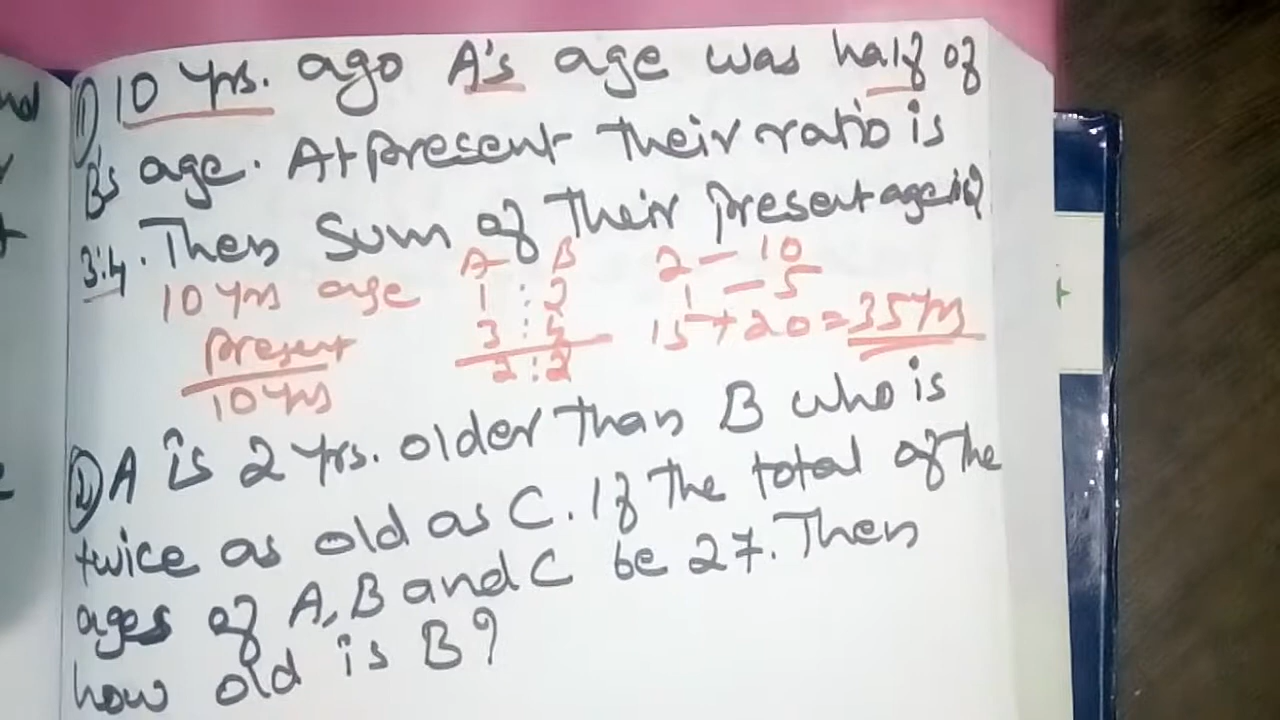 ① 10 yrs. ago A's age was half of
B's age. At present Their ratio is
3:4. Then Sum of Their present age is?
10 yrs age
present
10 yrs
A B
1 : 2
3 : 4
2 : 2
2 — 10
1 — 5
15 + 20 = 35 yrs
② A is 2 yrs. older Than B who is
twice as old as C. If The total of The
ages of A, B and C be 27. Then
how old is B?